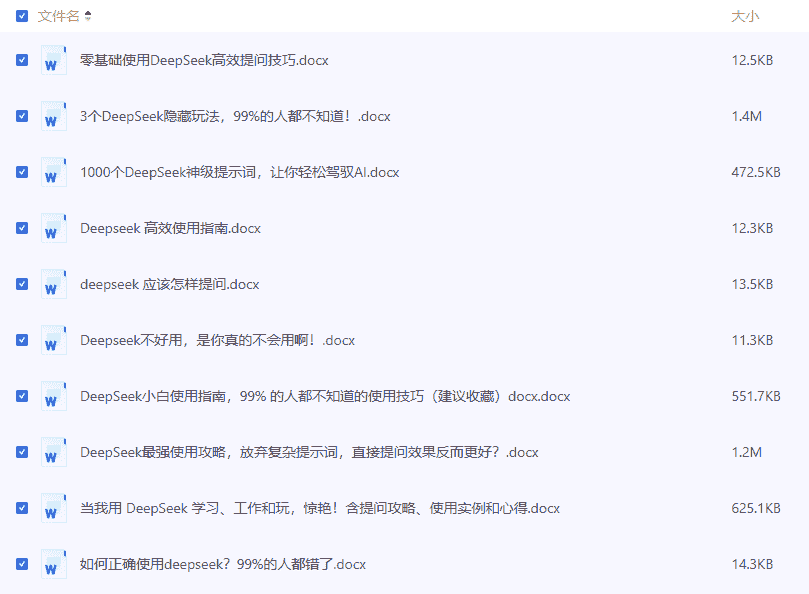 文件名 大小
零基础使用DeepSeek高效提问技巧.docx 12.5KB
3个DeepSeek隐藏玩法，99%的人都不知道！.docx 1.4M
1000个DeepSeek神级提示词，让你轻松驾驭AI.docx 472.5KB
Deepseek 高效使用指南.docx 12.3KB
deepseek 应该怎样提问.docx 13.5KB
Deepseek不好用，是你真的不会用啊！.docx 11.3KB
DeepSeek小白使用指南，99% 的人都不知道的使用技巧（建议收藏）docx.docx 551.7KB
DeepSeek最强使用攻略，放弃复杂提示词，直接提问效果反而更好？.docx 1.2M
当我用 DeepSeek 学习、工作和玩，惊艳！含提问攻略、使用实例和心得.docx 625.1KB
如何正确使用deepseek？99%的人都错了.docx 14.3KB